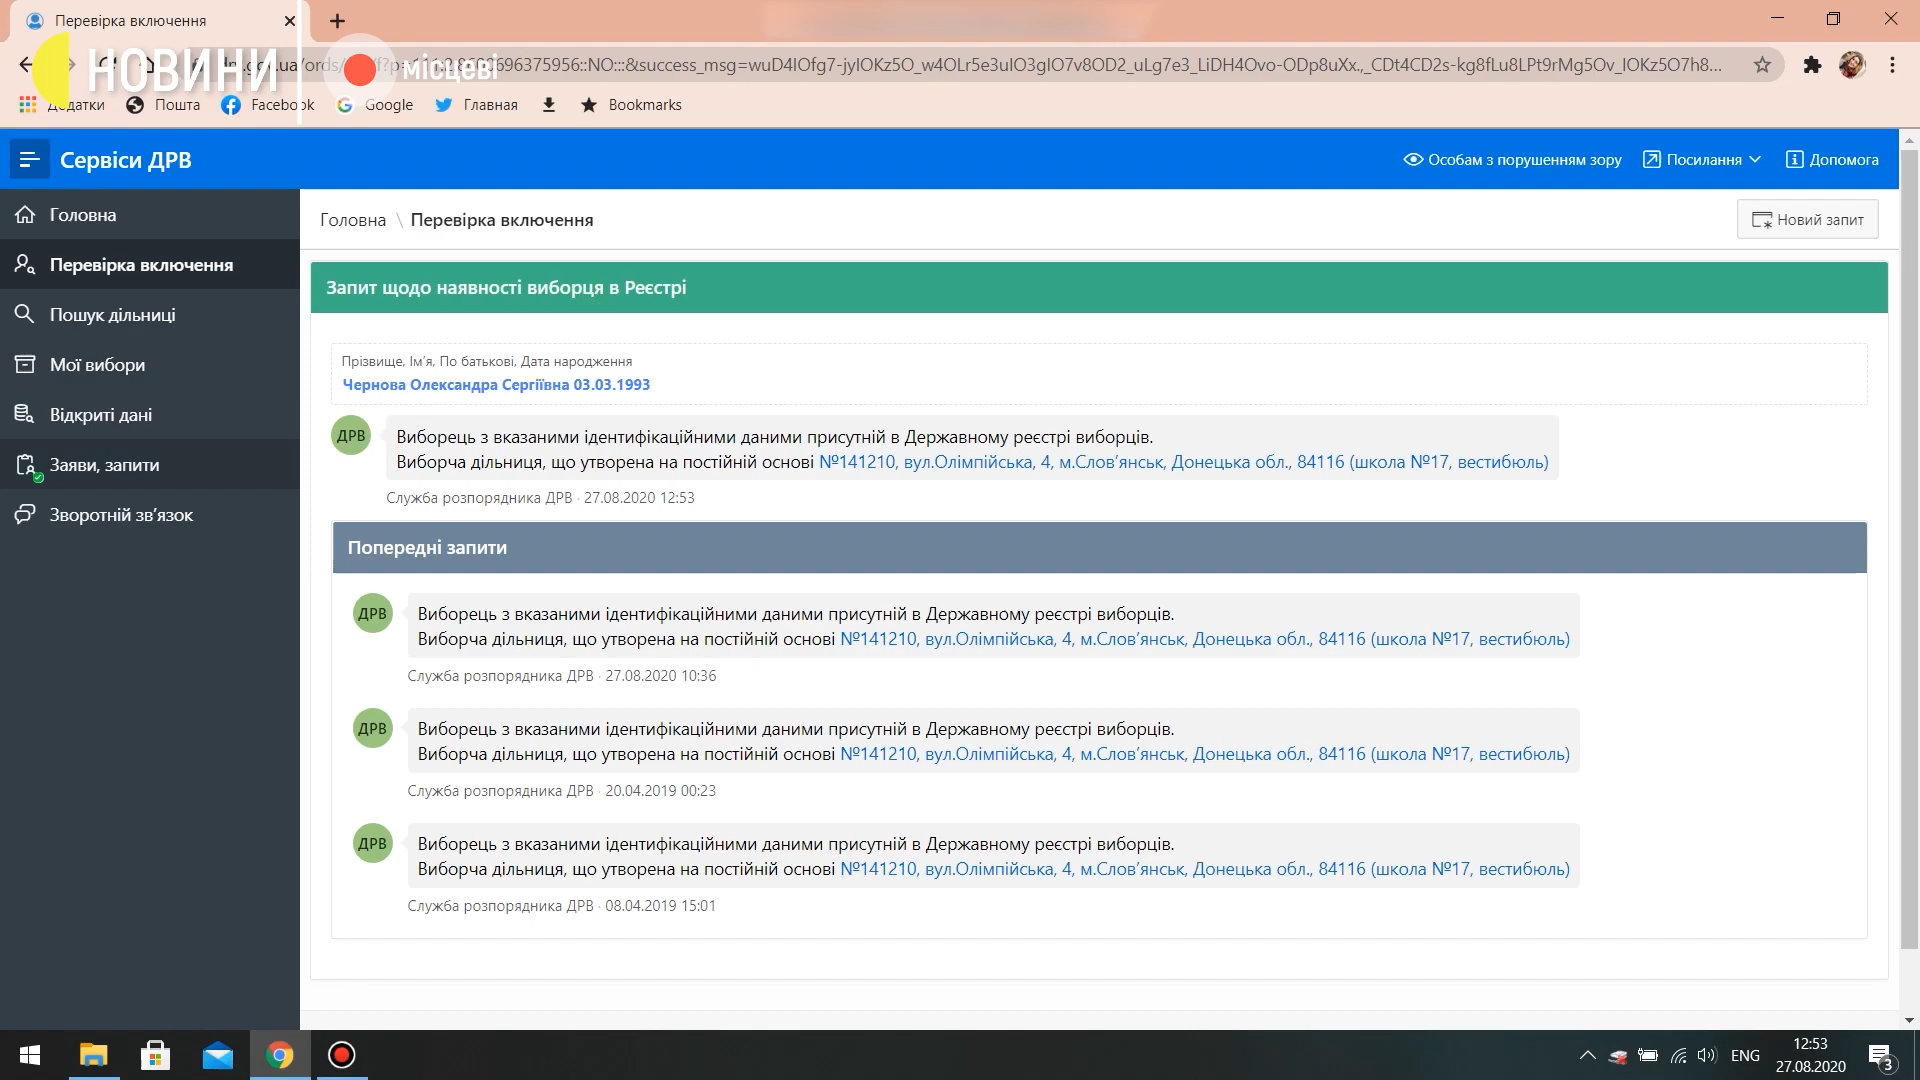 Перевірка включення
НОВИНИ
місцеві
596375956::NO:::&success_msg=wuD4IOfg7-jyIOKz5O_w4OLr5e3uIO3gIO7v8OD2_uLg7e3_LiDH4Ovo-ODp8uXx.,_CDt4CD2s-kg8fLu8LPt9rMg5Ov_IOKz5O7h8...
Додатки Пошта Facebook Google Главная Bookmarks
Сервіси ДРВ
Особам з порушенням зору Посилання Допомога
Головна
Перевірка включення
Пошук дільниці
Мої вибори
Відкриті дані
Заяви, запити
Зворотній зв’язок
Головна \ Перевірка включення
Новий запит
Запит щодо наявності виборця в Реєстрі
Прізвище, Ім’я, По батькові, Дата народження
Чернова Олександра Сергіївна 03.03.1993
ДРВ
Виборець з вказаними ідентифікаційними даними присутній в Державному реєстрі виборців.
Виборча дільниця, що утворена на постійній основі №141210, вул.Олімпійська, 4, м.Слов’янськ, Донецька обл., 84116 (школа №17, вестибюль)
Служба розпорядника ДРВ · 27.08.2020 12:53
Попередні запити
ДРВ
Виборець з вказаними ідентифікаційними даними присутній в Державному реєстрі виборців.
Виборча дільниця, що утворена на постійній основі №141210, вул.Олімпійська, 4, м.Слов’янськ, Донецька обл., 84116 (школа №17, вестибюль)
Служба розпорядника ДРВ · 27.08.2020 10:36
ДРВ
Виборець з вказаними ідентифікаційними даними присутній в Державному реєстрі виборців.
Виборча дільниця, що утворена на постійній основі №141210, вул.Олімпійська, 4, м.Слов’янськ, Донецька обл., 84116 (школа №17, вестибюль)
Служба розпорядника ДРВ · 20.04.2019 00:23
ДРВ
Виборець з вказаними ідентифікаційними даними присутній в Державному реєстрі виборців.
Виборча дільниця, що утворена на постійній основі №141210, вул.Олімпійська, 4, м.Слов’янськ, Донецька обл., 84116 (школа №17, вестибюль)
Служба розпорядника ДРВ · 08.04.2019 15:01
ENG
12:53
27.08.2020
3